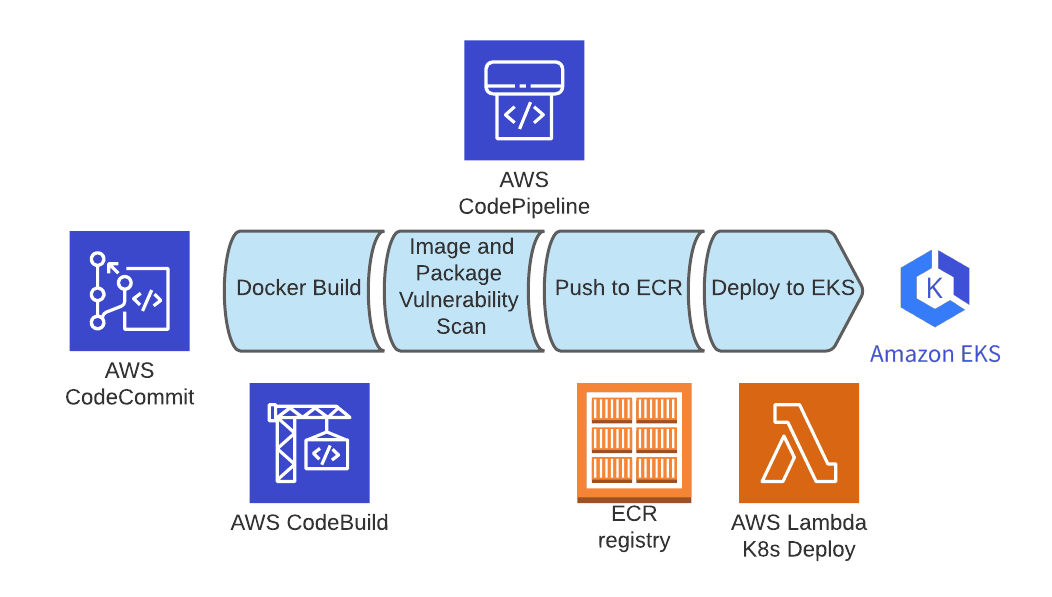 AWS
CodePipeline
Docker Build
Image and
Package
Vulnerability
Scan
Push to ECR
Deploy to EKS
K
Amazon EKS
AWS
CodeCommit
AWS CodeBuild
ECR
registry
AWS Lambda
K8s Deploy